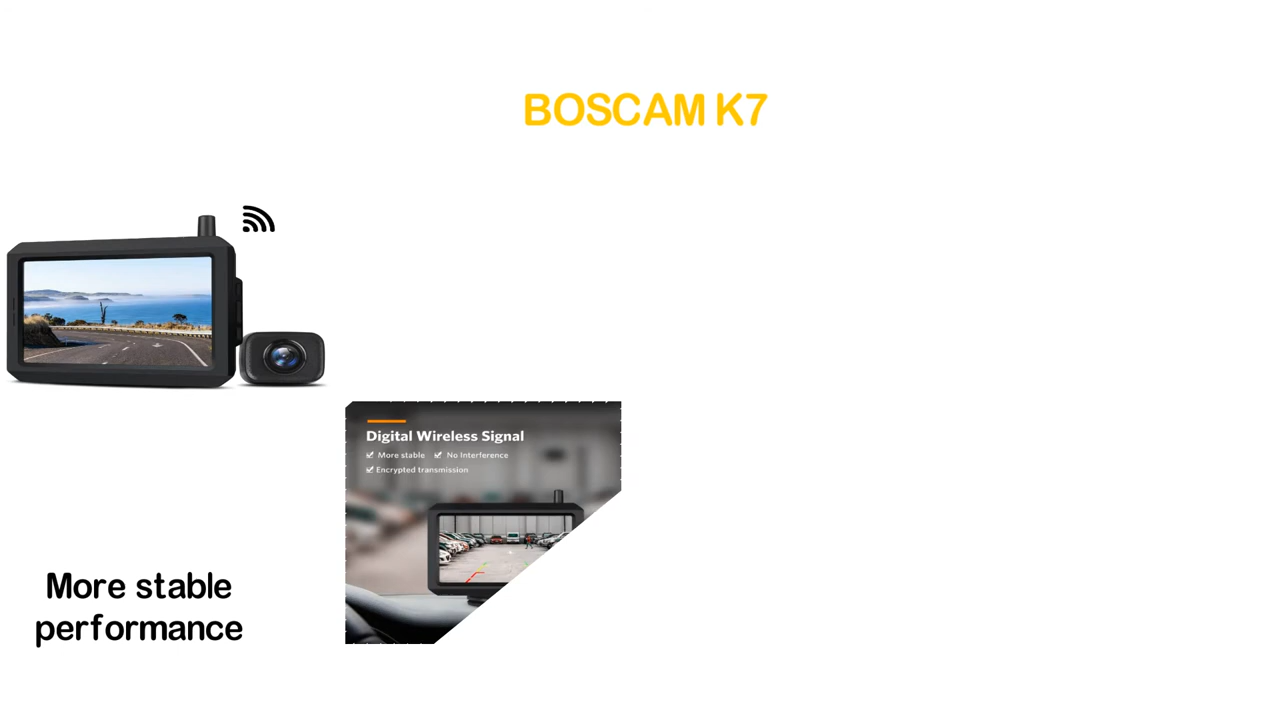 BOSCAM K7
Digital Wireless Signal
More stable No Interference
Encrypted transmission
More stable
performance